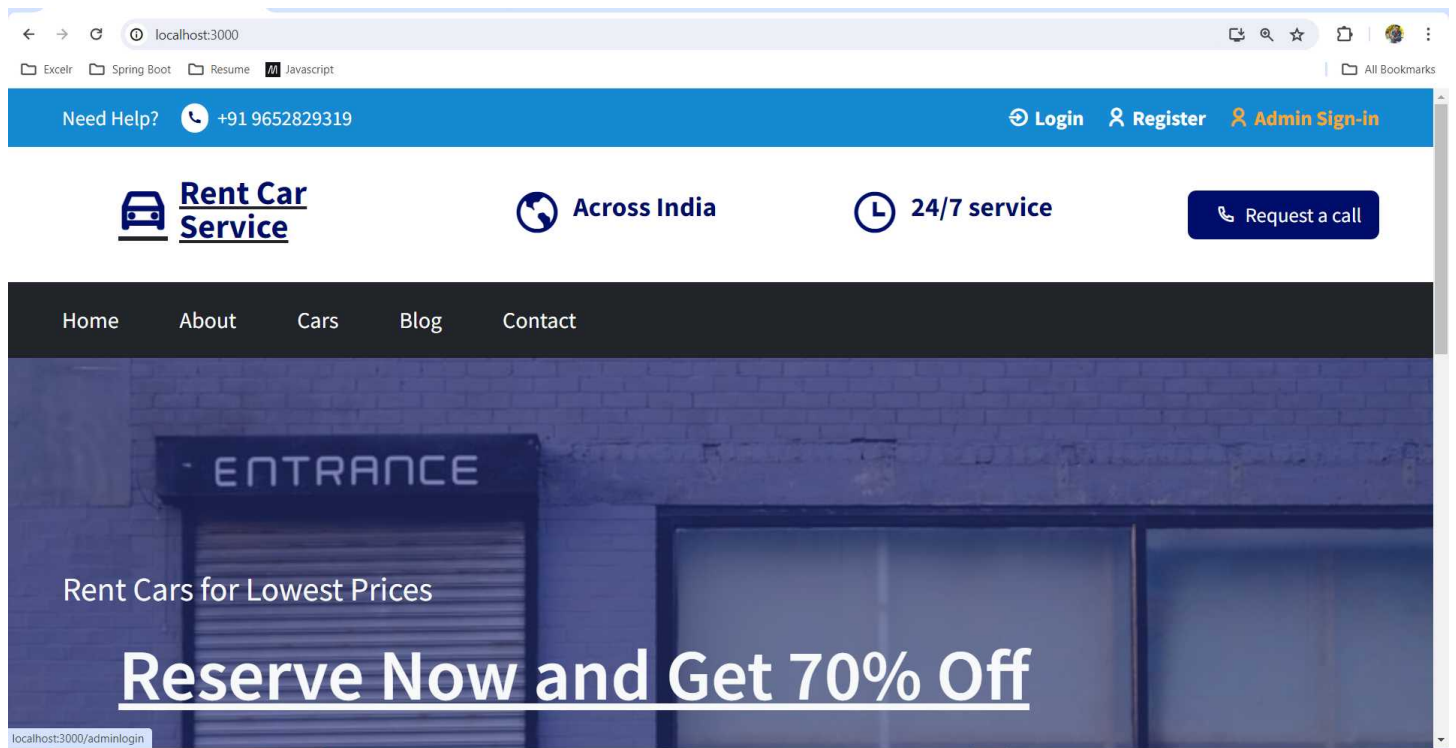 localhost:3000
Excelr Spring Boot Resume M Javascript All Bookmarks
Need Help? +91 9652829319 Login Register Admin Sign-in
Rent Car
Service
Across India
24/7 service
Request a call
Home About Cars Blog Contact
ENTRANCE
Rent Cars for Lowest Prices
Reserve Now and Get 70% Off
localhost:3000/adminlogin